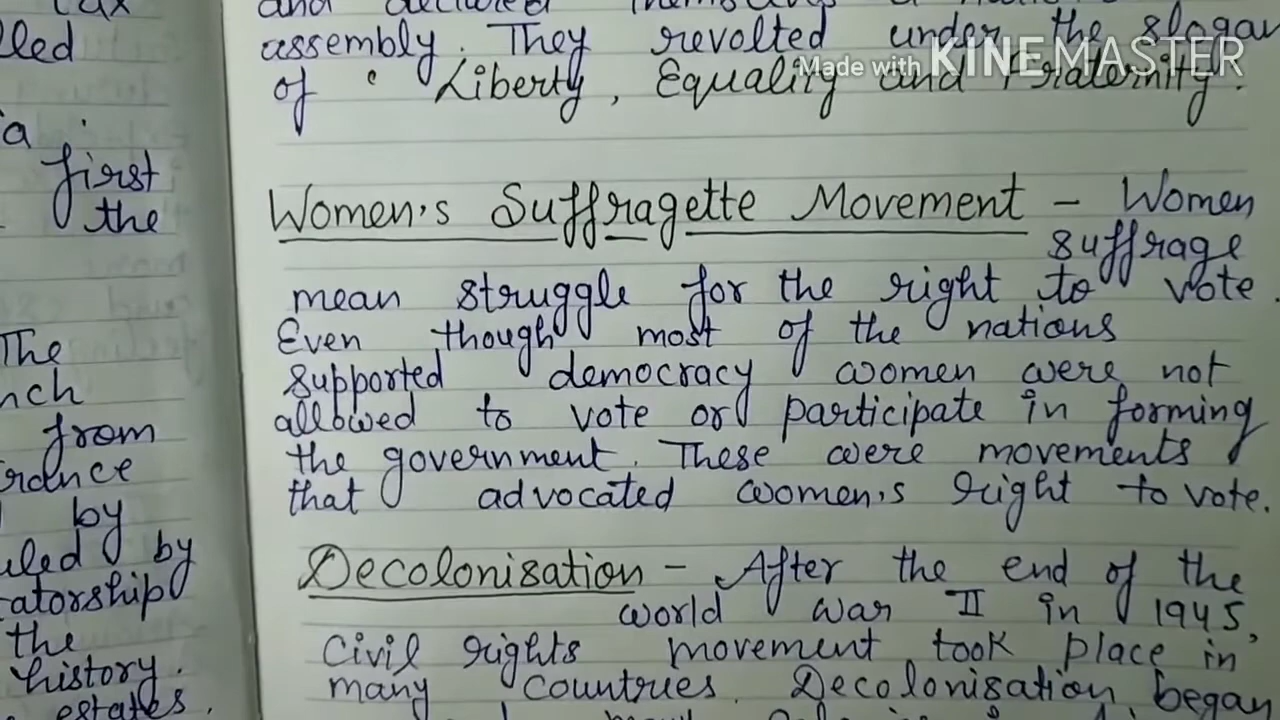 tax
lled
a
first
the
The
nch
from
by
uled by
atorship
the
history.
estates.
assembly. They revolted under the slogan
of " Liberty, Equality and Fraternity.
Made with KINEMASTER
Women's Suffragette Movement - Women
suffrage
mean struggle for the right to vote.
Even though most of the nations
supported democracy women were not
allowed to vote or participate in forming
the government. These were movements
that advocated women's right to vote.
Decolonisation - After the end of the
world war II in 1945,
Civil rights movement took place in
many countries. Decolonisation began